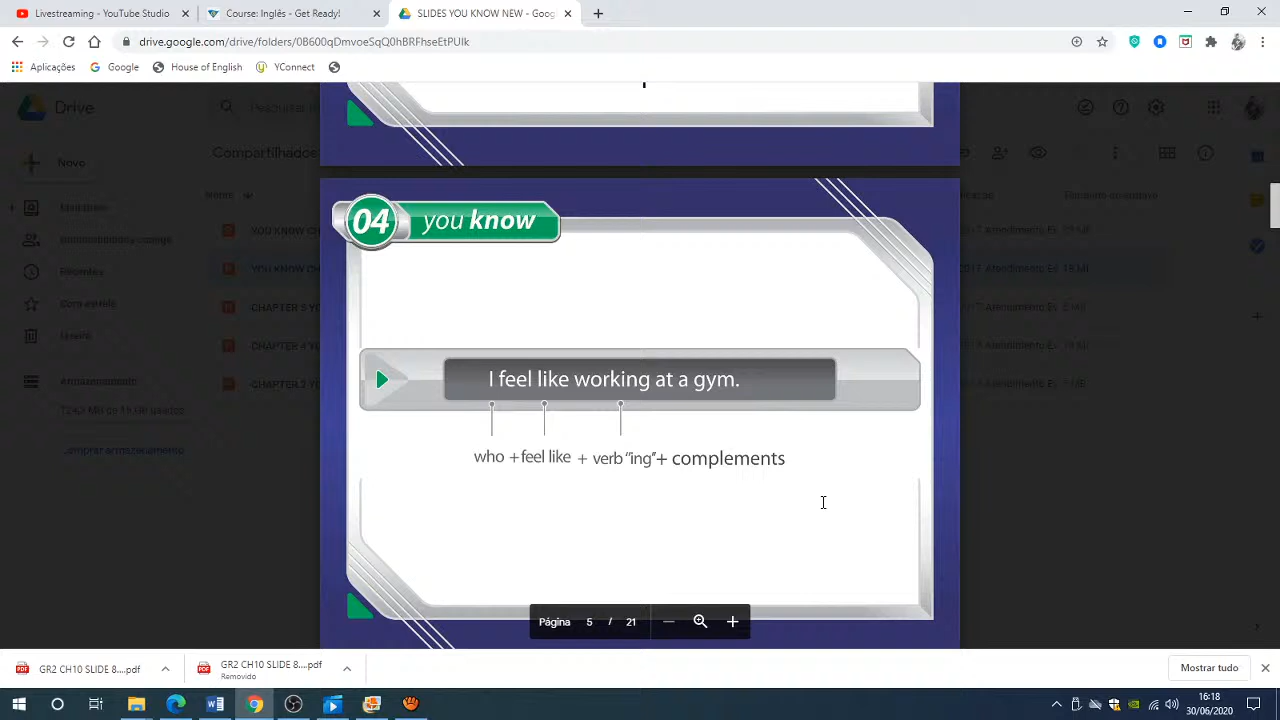 Livestreaming - YouTube Studio
Course: Inglês - Get Ready!
SLIDES YOU KNOW NEW - Goog
drive.google.com/drive/folders/0B600qDmvoeSqQ0hBRFhseEtPUlk
Aplicações
Google
House of English
YConnect
Drive
Novo
Compartilhados
04 you know
I feel like working at a gym.
who + feel like + verb "ing" + complements
Página 5 / 21
GR2 CH10 SLIDE 8....pdf
GR2 CH10 SLIDE 8....pdf
Removido
Mostrar tudo
16:18
30/06/2020